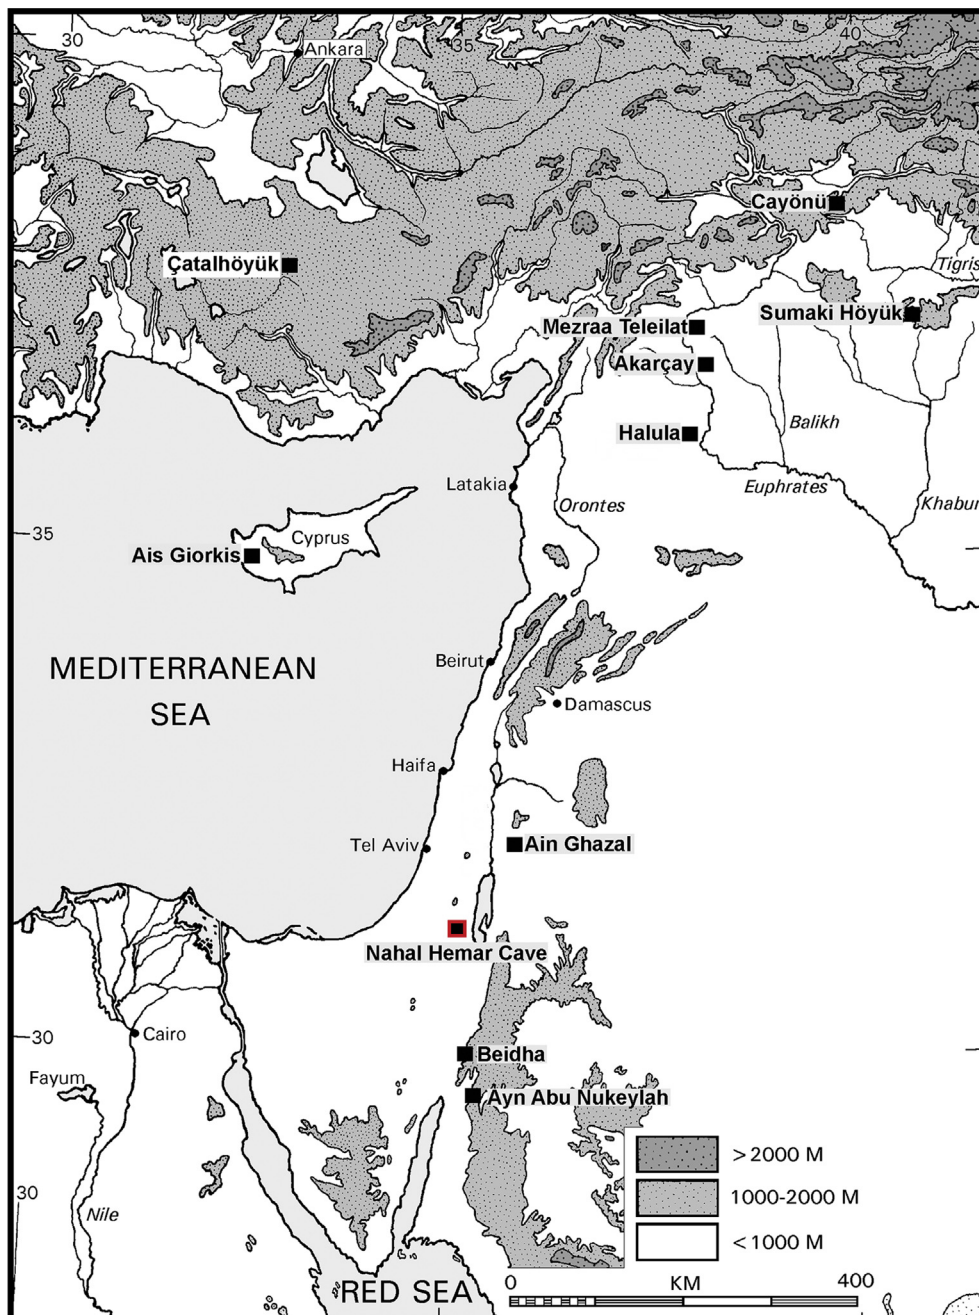 30
35
40
Ankara
Cayönü
Çatalhöyük
Tigris
Sumaki Höyük
Mezraa Teleilat
Akarçay
Balikh
Halula
Latakia
Euphrates
Orontes
Khabur
35
Cyprus
Ais Giorkis
MEDITERRANEAN
SEA
Beirut
Damascus
Haifa
Tel Aviv
Ain Ghazal
Nahal Hemar Cave
Cairo
30
Beidha
Fayum
Ayn Abu Nukeylah
>2000 M
1000-2000 M
<1000 M
30
Nile
RED SEA
0 KM 400